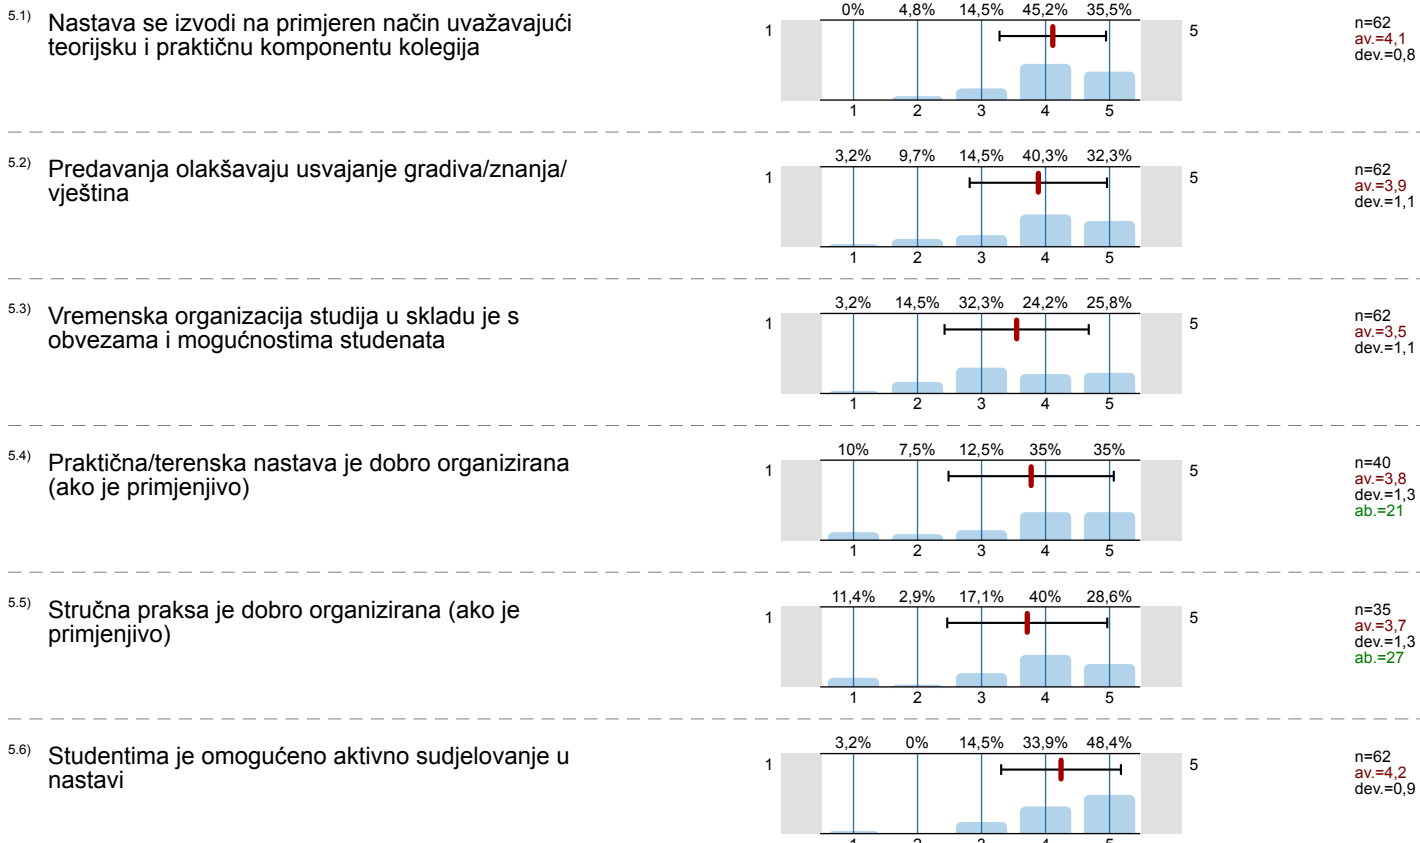 5.1) Nastava se izvodi na primjeren način uvažavajući
teorijsku i praktičnu komponentu kolegija
0% 4,8% 14,5% 45,2% 35,5%
1 5
1 2 3 4 5
n=62
av.=4,1
dev.=0,8
5.2) Predavanja olakšavaju usvajanje gradiva/znanja/
vještina
3,2% 9,7% 14,5% 40,3% 32,3%
1 5
1 2 3 4 5
n=62
av.=3,9
dev.=1,1
5.3) Vremenska organizacija studija u skladu je s
obvezama i mogućnostima studenata
3,2% 14,5% 32,3% 24,2% 25,8%
1 5
1 2 3 4 5
n=62
av.=3,5
dev.=1,1
5.4) Praktična/terenska nastava je dobro organizirana
(ako je primjenjivo)
10% 7,5% 12,5% 35% 35%
1 5
1 2 3 4 5
n=40
av.=3,8
dev.=1,3
ab.=21
5.5) Stručna praksa je dobro organizirana (ako je
primjenjivo)
11,4% 2,9% 17,1% 40% 28,6%
1 5
1 2 3 4 5
n=35
av.=3,7
dev.=1,3
ab.=27
5.6) Studentima je omogućeno aktivno sudjelovanje u
nastavi
3,2% 0% 14,5% 33,9% 48,4%
1 5
1 2 3 4 5
n=62
av.=4,2
dev.=0,9